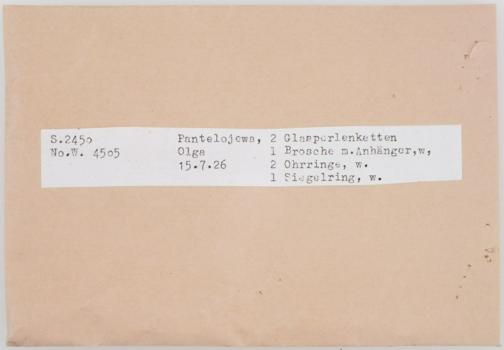 S.2450 Pantelojewa, 2 Glasperlenketten
No.W. 4505 Olga 1 Brosche m.Anhänger,w,
15.7.26 2 Ohrringe, w.
1 Siegelring, w.